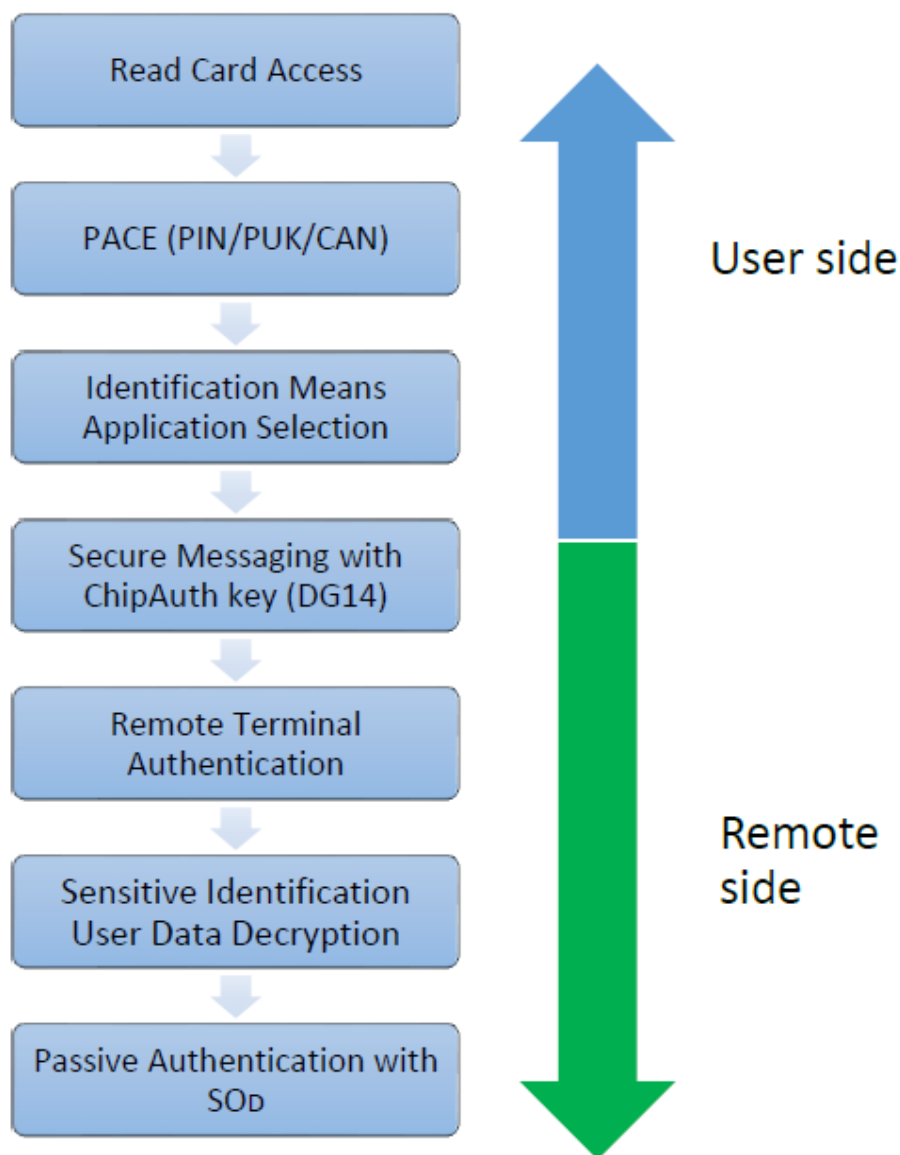 Read Card Access
PACE (PIN/PUK/CAN)
Identification Means
Application Selection
Secure Messaging with
ChipAuth key (DG14)
Remote Terminal
Authentication
Sensitive Identification
User Data Decryption
Passive Authentication with
SOD
User side
Remote
side